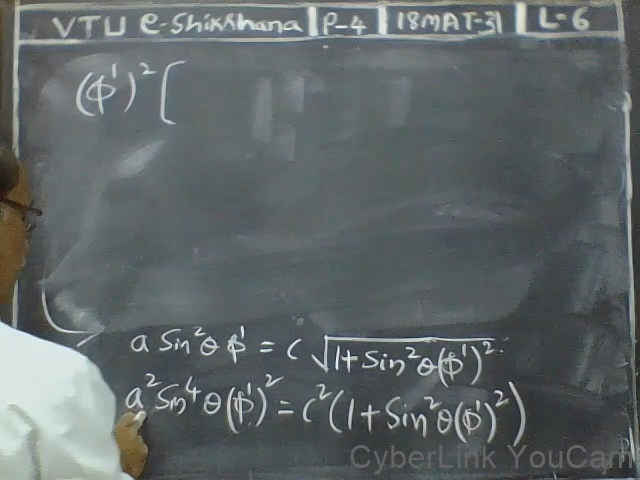 VTU e-Shikshana | P-4 | 18MAT-31 | L-6
(ϕ')² [
a Sin²θ ϕ' = c √1+Sin²θ(ϕ')²
a² Sin⁴θ(ϕ')² = c²(1+Sin²θ(ϕ')²)
CyberLink YouCam